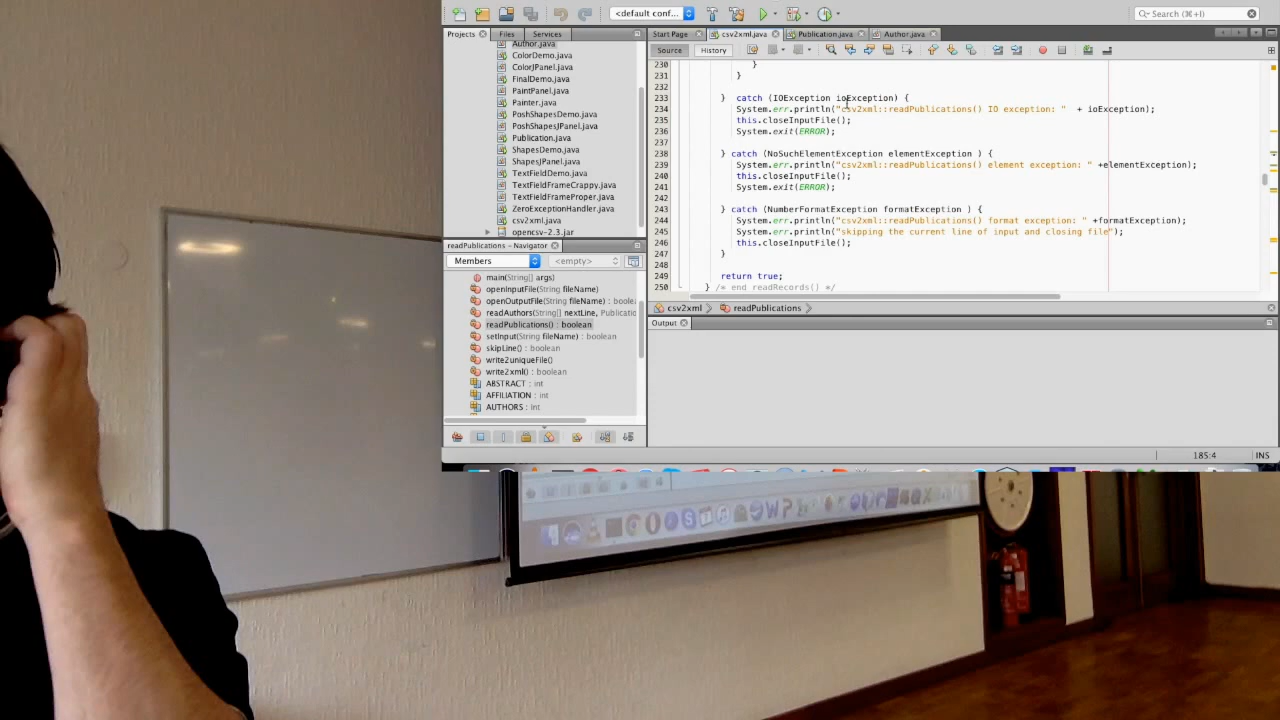 <default conf...
Search (⌘+I)
Projects
Files
Services
Start Page
csv2xml.java
Publication.java
Author.java
Source
History
Author.java
ColorDemo.java
ColorJPanel.java
FinalDemo.java
PaintPanel.java
Painter.java
PoshShapesDemo.java
PoshShapesJPanel.java
Publication.java
ShapesDemo.java
ShapesJPanel.java
TextFieldDemo.java
TextFieldFrameCrappy.java
TextFieldFrameProper.java
ZeroExceptionHandler.java
csv2xml.java
opencsv-2.3.jar
readPublications - Navigator
Members
<empty>
main(String[] args)
openInputFile(String fileName)
openOutputFile(String fileName) : boolea
readAuthors(String[] nextLine, Publicatio
readPublications() : boolean
setInput(String fileName) : boolean
skipLine() : boolean
write2uniqueFile()
write2xml() : boolean
ABSTRACT : int
AFFILIATION : int
AUTHORS : int
230 }
231 }
232
233 } catch (IOException ioException) {
234 System.err.println("csv2xml::readPublications() IO exception: " + ioException);
235 this.closeInputFile();
236 System.exit(ERROR);
237
238 } catch (NoSuchElementException elementException ) {
239 System.err.println("csv2xml::readPublications() element exception: " +elementException);
240 this.closeInputFile();
241 System.exit(ERROR);
242
243 } catch (NumberFormatException formatException ) {
244 System.err.println("csv2xml::readPublications() format exception: " +formatException);
245 System.err.println("skipping the current line of input and closing file");
246 this.closeInputFile();
247 }
248
249 return true;
250 } /* end readRecords() */
csv2xml
readPublications
Output
185:4
INS